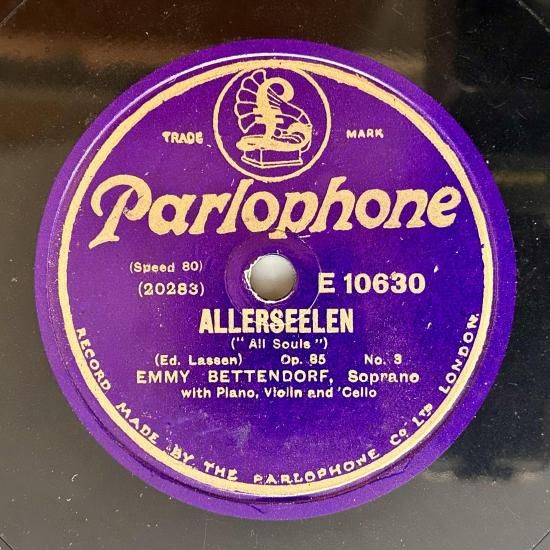 TRADE MARK
Parlophone
(Speed 80)
(20283) E 10630
ALLERSEELEN
("All Souls")
(Ed. Lassen) Op. 85 No. 3
EMMY BETTENDORF, Soprano
with Piano, Violin and 'Cello
RECORD MADE BY THE PARLOPHONE Co LTD LONDON.